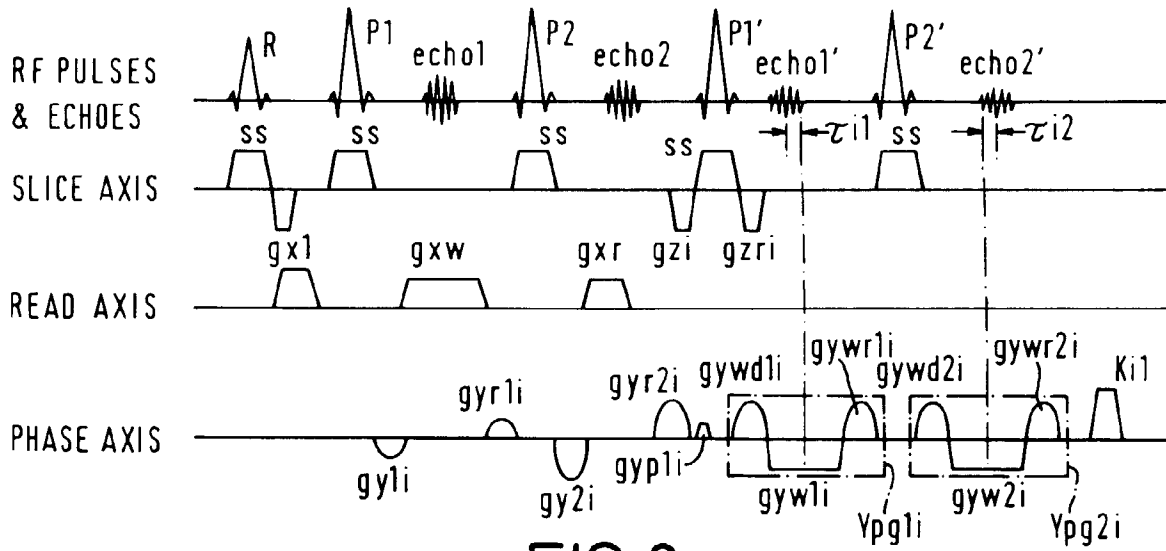 RF PULSES
& ECHOES
R
P1
echo1
P2
echo2
P1'
echo1'
P2'
echo2'
τi1
τi2
SLICE AXIS
ss
ss
ss
ss
ss
gzi
gzri
READ AXIS
gx1
gxw
gxr
PHASE AXIS
gy1i
gyr1i
gy2i
gyr2i
gyp1i
gywd1i
gyw1i
gywr1i
Ypg1i
gywd2i
gyw2i
gywr2i
Ypg2i
Ki1